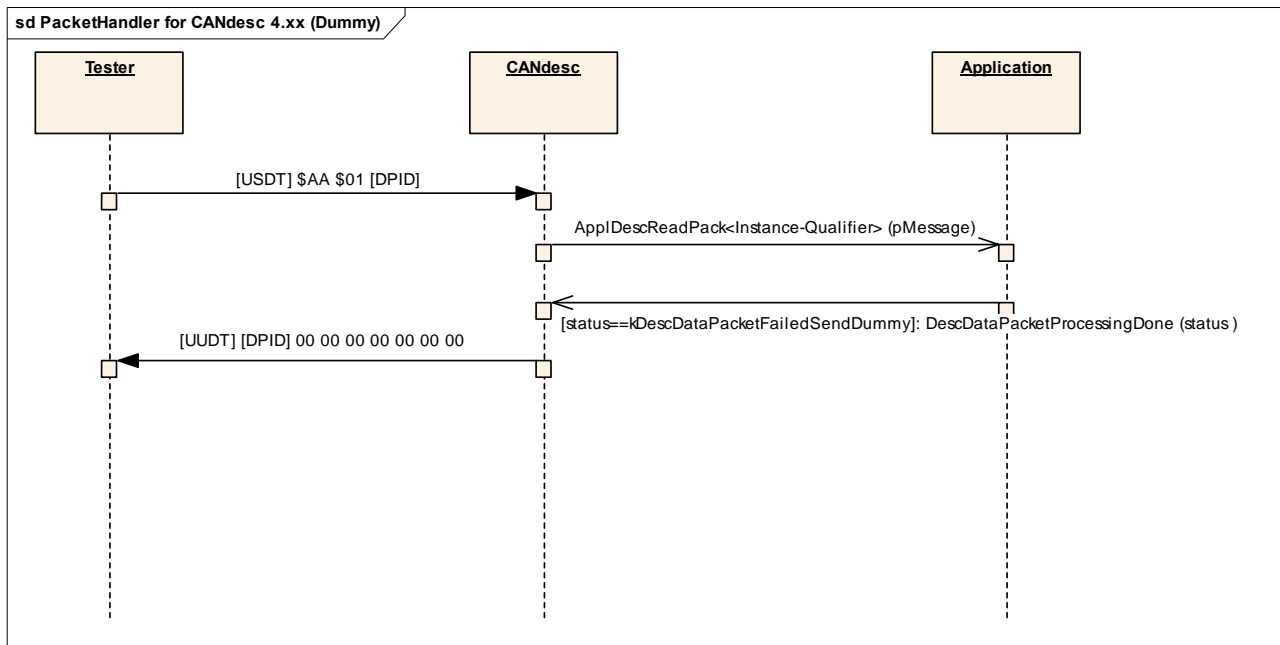 sd PacketHandler for CANdesc 4.xx (Dummy)
Tester
CANdesc
Application
[USDT] $AA $01 [DPID]
ApplDescReadPack<Instance-Qualifier> (pMessage)
[status==kDescDataPacketFailedSendDummy]: DescDataPacketProcessingDone (status )
[UUDT] [DPID] 00 00 00 00 00 00 00